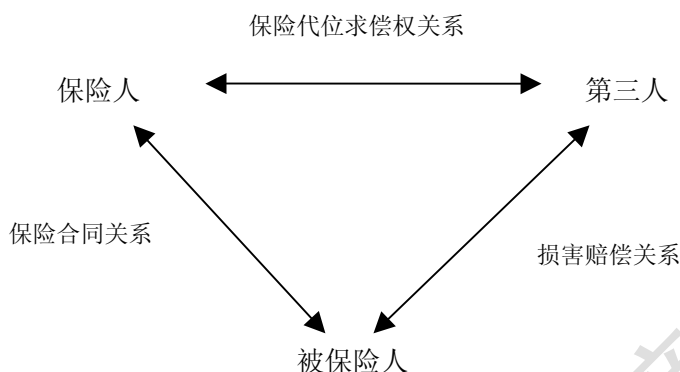 保险代位求偿权关系
保险人
第三人
保险合同关系
损害赔偿关系
被保险人